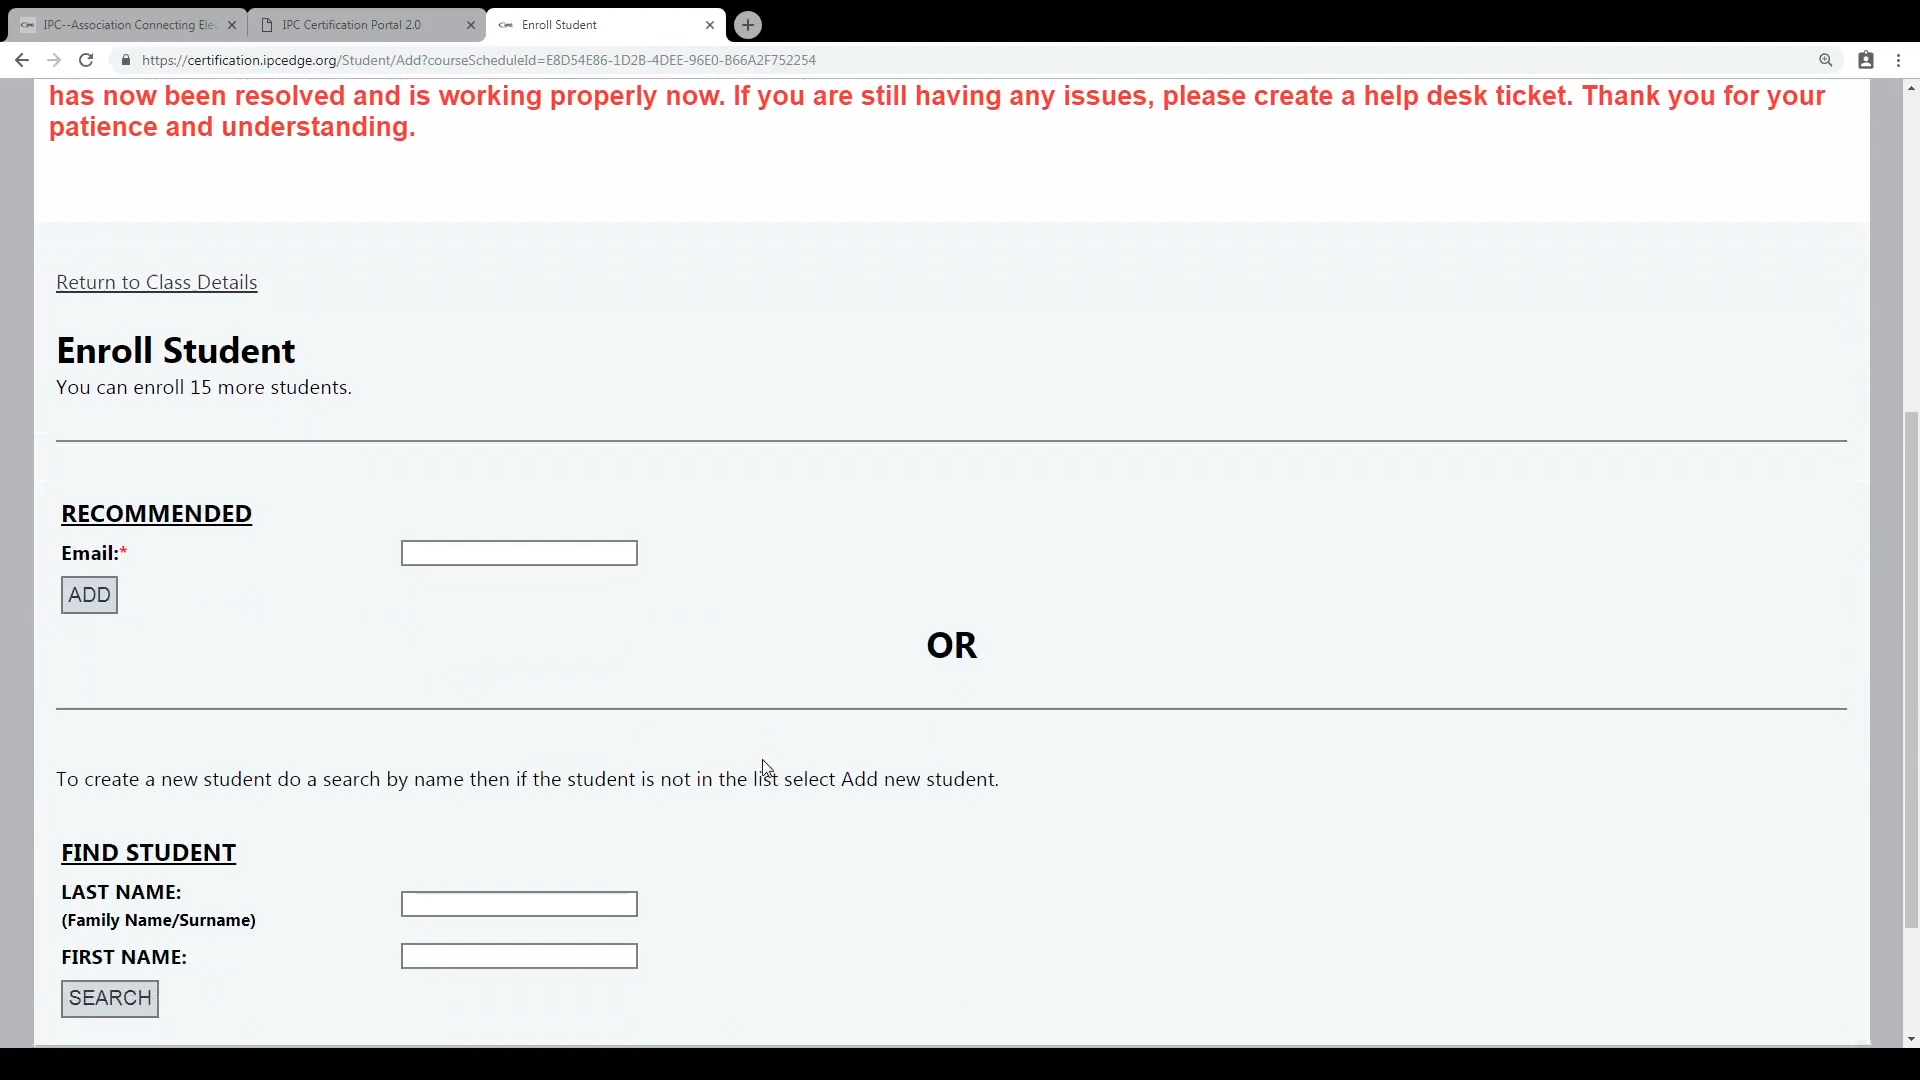 IPC--Association Connecting Elec
IPC Certification Portal 2.0
Enroll Student
https://certification.ipcedge.org/Student/Add?courseScheduleId=E8D54E86-1D2B-4DEE-96E0-B66A2F752254
has now been resolved and is working properly now. If you are still having any issues, please create a help desk ticket. Thank you for your
patience and understanding.
Return to Class Details
Enroll Student
You can enroll 15 more students.
RECOMMENDED
Email:*
ADD
OR
To create a new student do a search by name then if the student is not in the list select Add new student.
FIND STUDENT
LAST NAME:
(Family Name/Surname)
FIRST NAME:
SEARCH